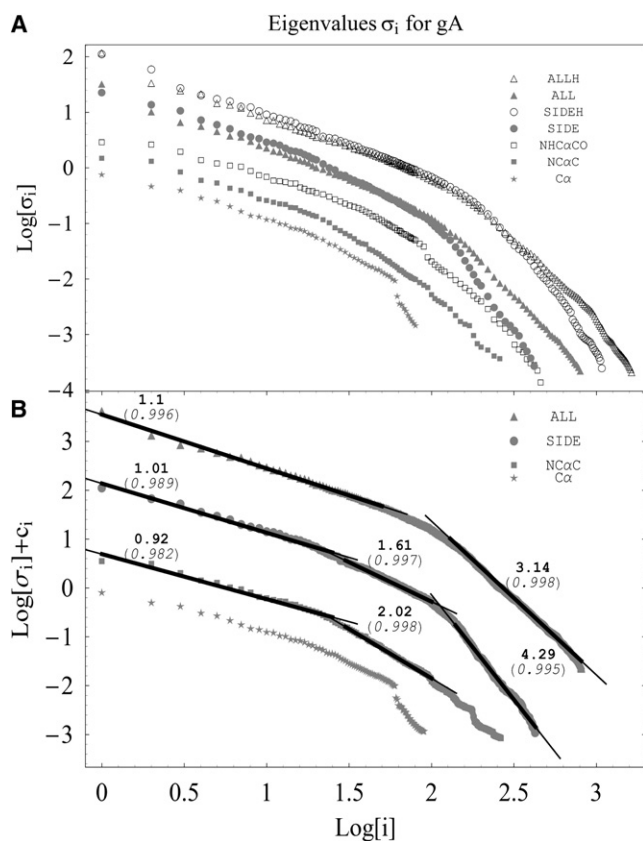 A
Eigenvalues σi for gA
2
1
0
-1
-2
-3
-4
Log[σi]
ALLH
ALL
SIDEH
SIDE
NHCαCO
NCαC
Cα
B
3
2
1
0
-1
-2
-3
Log[σi]+ci
ALL
SIDE
NCαC
Cα
1.1
(0.996)
1.01
(0.989)
0.92
(0.982)
1.61
(0.997)
2.02
(0.998)
3.14
(0.998)
4.29
(0.995)
0 0.5 1 1.5 2 2.5 3
Log[i]